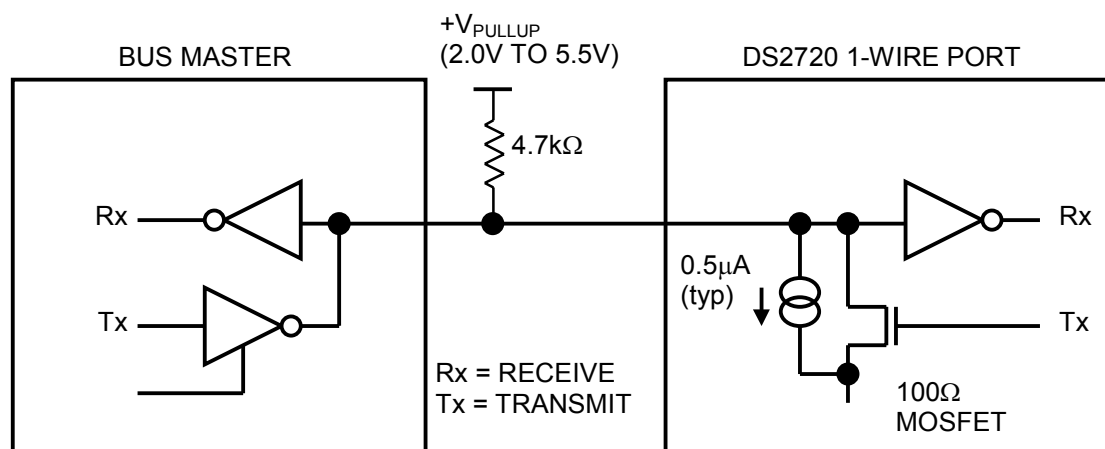 +V_PULLUP
(2.0V TO 5.5V)
BUS MASTER
DS2720 1-WIRE PORT
4.7kΩ
Rx
Rx
0.5μA
(typ)
Tx
Tx
Rx = RECEIVE
Tx = TRANSMIT
100Ω
MOSFET